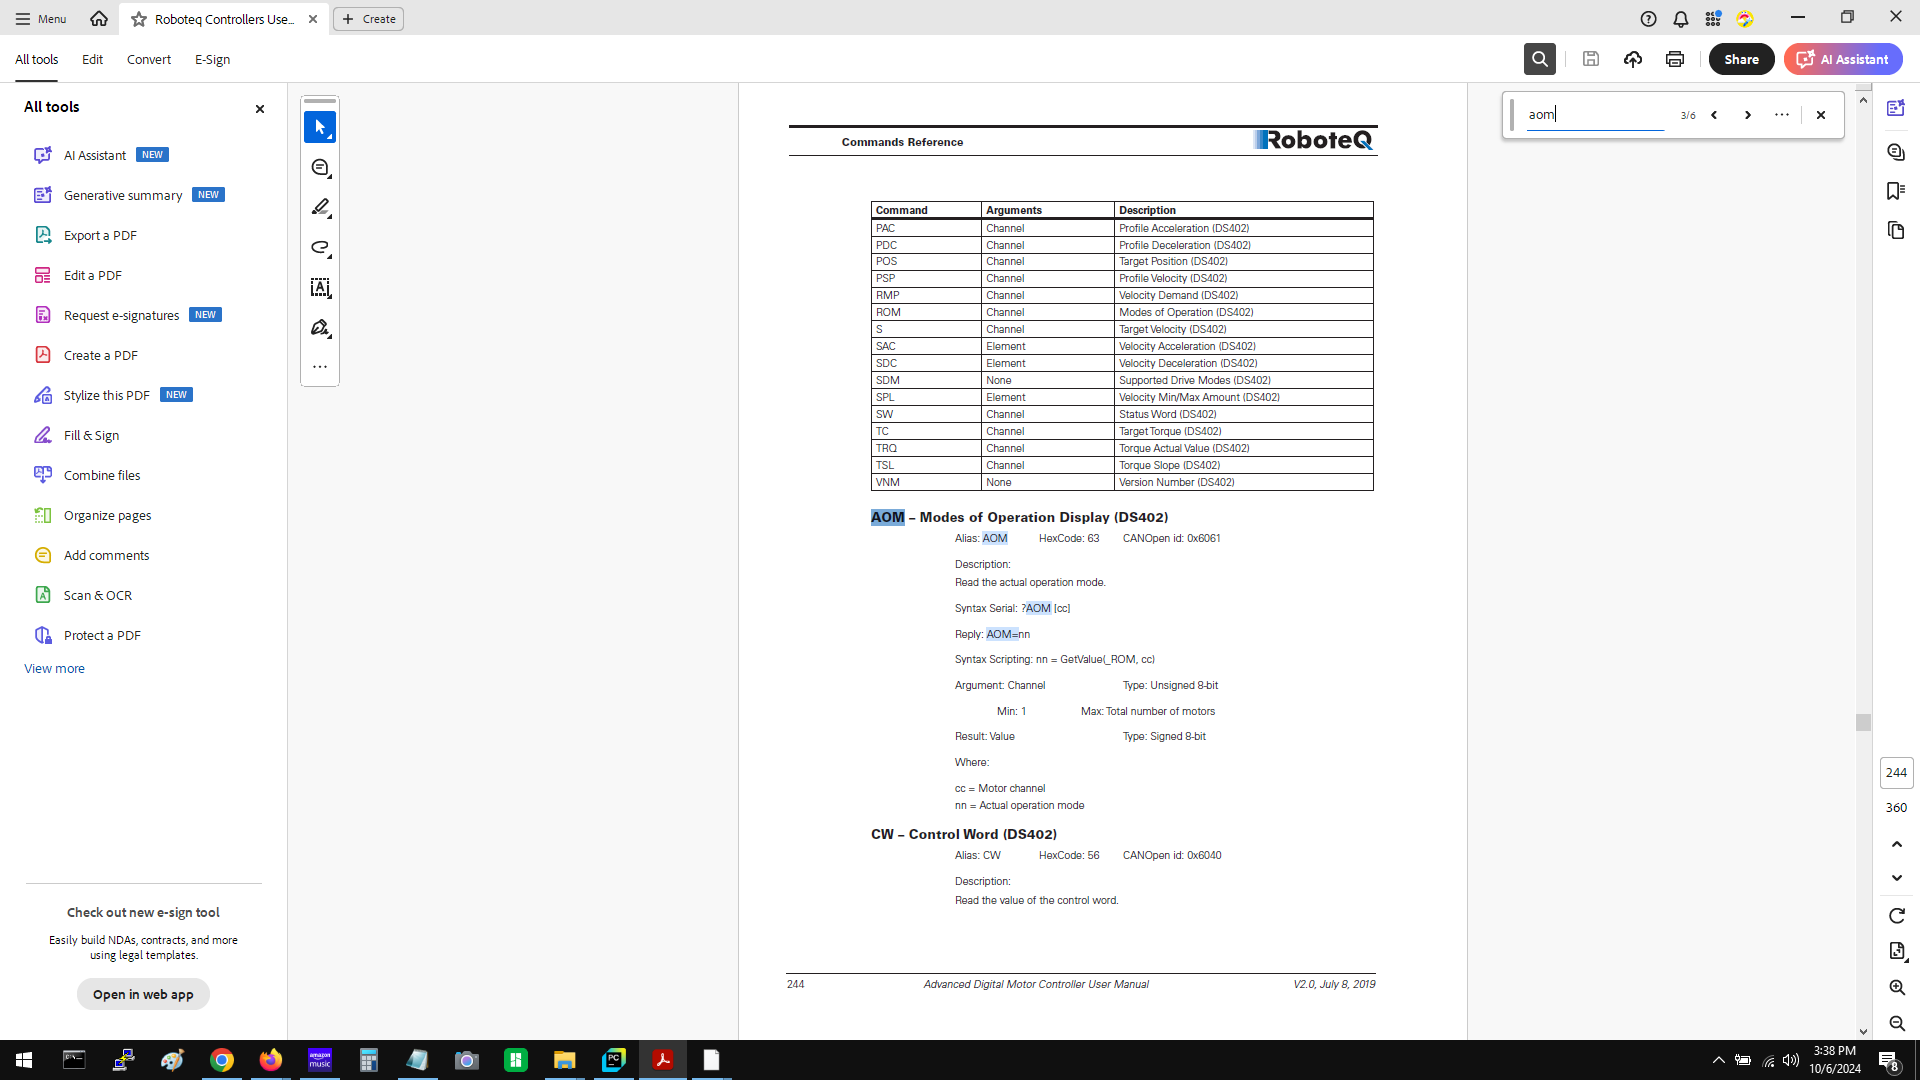 Menu
Roboteq Controllers Use...
Create
All tools
Edit
Convert
E-Sign
Share
AI Assistant
All tools
AI Assistant NEW
Generative summary NEW
Export a PDF
Edit a PDF
Request e-signatures NEW
Create a PDF
Stylize this PDF NEW
Fill & Sign
Combine files
Organize pages
Add comments
Scan & OCR
Protect a PDF
View more
Check out new e-sign tool
Easily build NDAs, contracts, and more
using legal templates.
Open in web app
aom 3/6
Commands Reference RoboteQ
Command Arguments Description
PAC Channel Profile Acceleration (DS402)
PDC Channel Profile Deceleration (DS402)
POS Channel Target Position (DS402)
PSP Channel Profile Velocity (DS402)
RMP Channel Velocity Demand (DS402)
ROM Channel Modes of Operation (DS402)
S Channel Target Velocity (DS402)
SAC Element Velocity Acceleration (DS402)
SDC Element Velocity Deceleration (DS402)
SDM None Supported Drive Modes (DS402)
SPL Element Velocity Min/Max Amount (DS402)
SW Channel Status Word (DS402)
TC Channel Target Torque (DS402)
TRQ Channel Torque Actual Value (DS402)
TSL Channel Torque Slope (DS402)
VNM None Version Number (DS402)
AOM – Modes of Operation Display (DS402)
Alias: AOM HexCode: 63 CANOpen id: 0x6061
Description:
Read the actual operation mode.
Syntax Serial: ?AOM [cc]
Reply: AOM=nn
Syntax Scripting: nn = GetValue(_ROM, cc)
Argument: Channel Type: Unsigned 8-bit
Min: 1 Max: Total number of motors
Result: Value Type: Signed 8-bit
Where:
cc = Motor channel
nn = Actual operation mode
CW – Control Word (DS402)
Alias: CW HexCode: 56 CANOpen id: 0x6040
Description:
Read the value of the control word.
244 Advanced Digital Motor Controller User Manual V2.0, July 8, 2019
244
360
amazon
music
PC
3:38 PM
10/6/2024
8